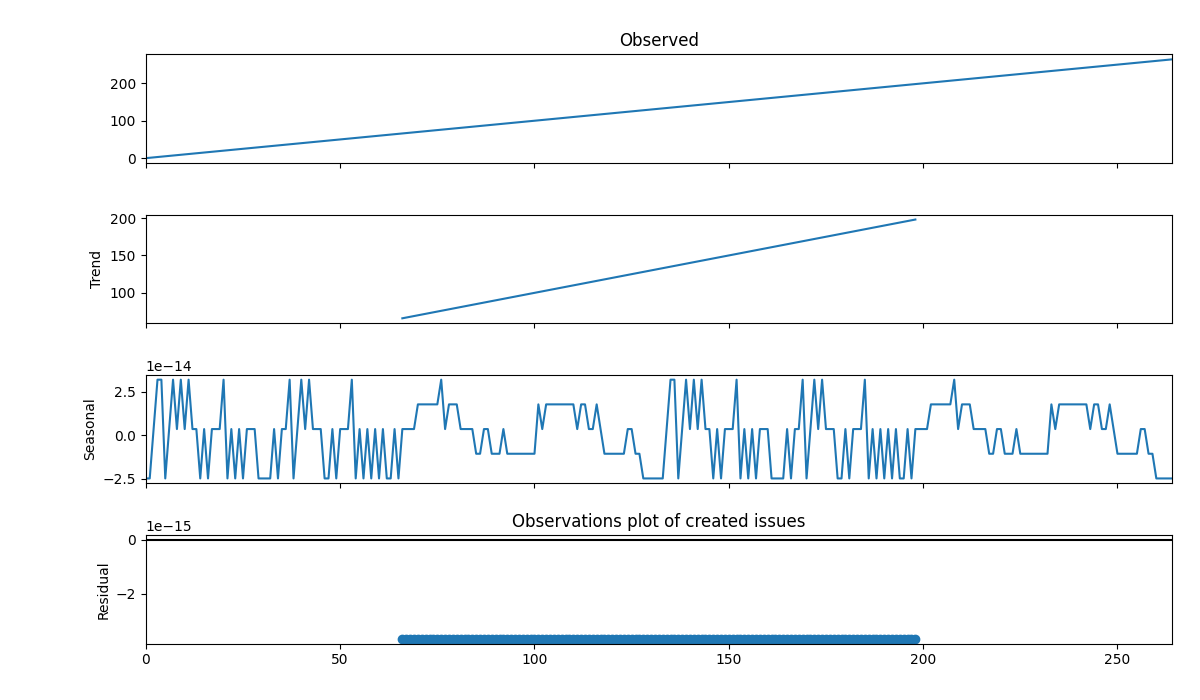 Observed
200
100
0
200
150
100
Trend
1e−14
2.5
0.0
−2.5
Seasonal
Observations plot of created issues
1e−15
0
−2
Residual
0 50 100 150 200 250